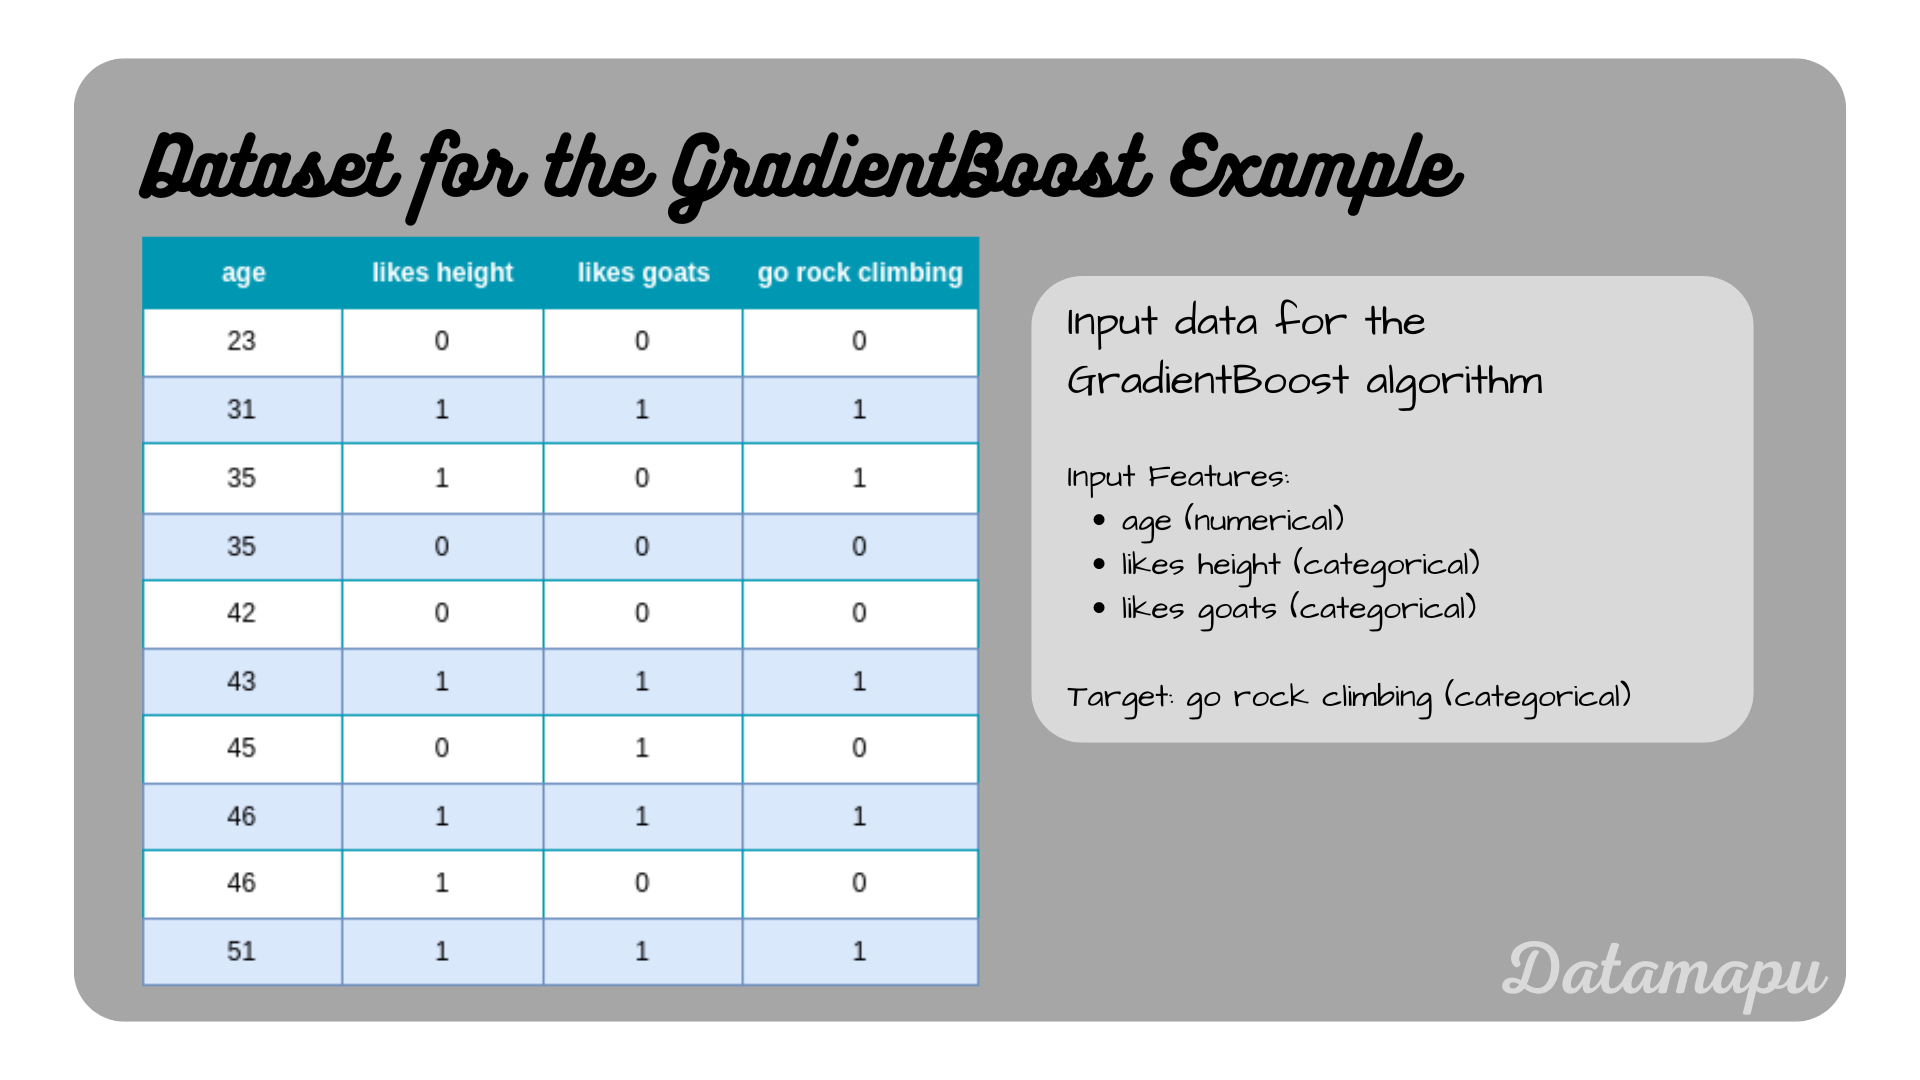 Dataset for the GradientBoost Example
age likes height likes goats go rock climbing
23 0 0 0
31 1 1 1
35 1 0 1
35 0 0 0
42 0 0 0
43 1 1 1
45 0 1 0
46 1 1 1
46 1 0 0
51 1 1 1
Input data for the
GradientBoost algorithm
Input Features:
• age (numerical)
• likes height (categorical)
• likes goats (categorical)
Target: go rock climbing (categorical)
Datamapu